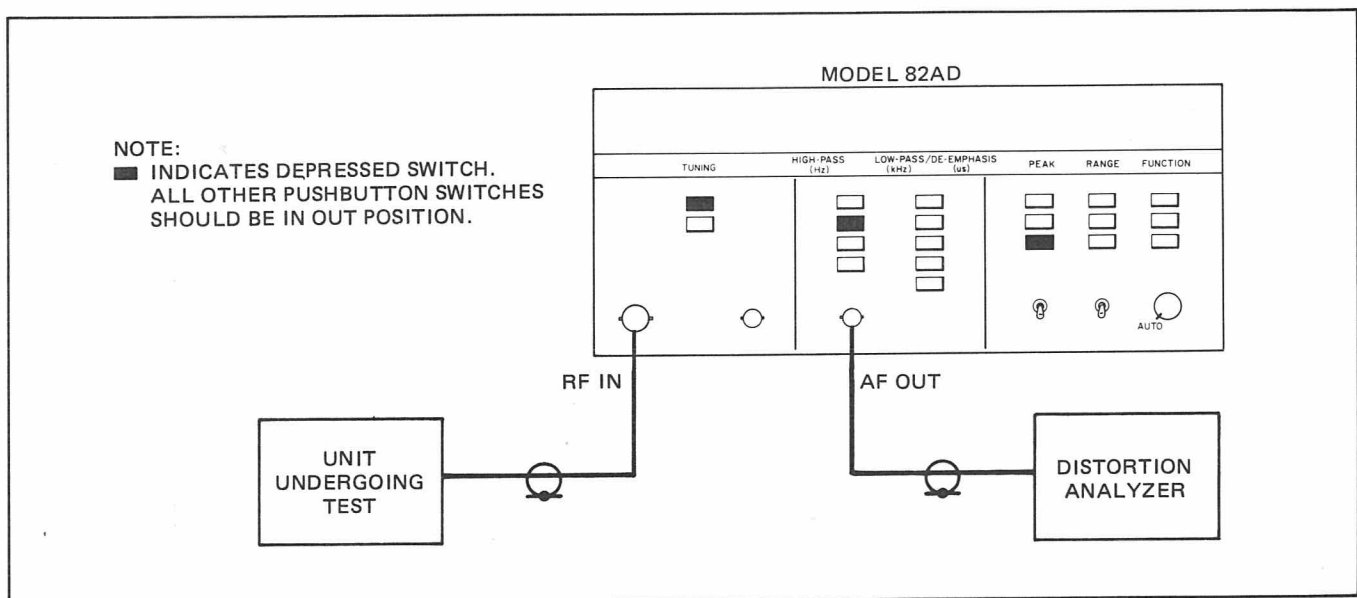 MODEL 82AD
NOTE:
INDICATES DEPRESSED SWITCH.
ALL OTHER PUSHBUTTON SWITCHES
SHOULD BE IN OUT POSITION.
TUNING
HIGH-PASS
(Hz)
LOW-PASS/DE-EMPHASIS
(kHz) (us)
PEAK
RANGE
FUNCTION
AUTO
RF IN
AF OUT
UNIT
UNDERGOING
TEST
DISTORTION
ANALYZER